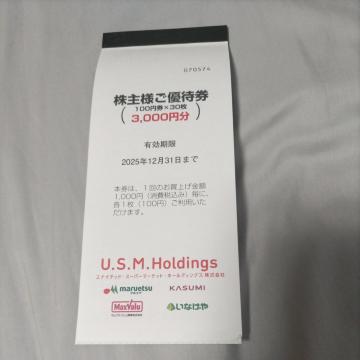 070574
株主様ご優待券
(100円券×30枚
3,000円分)
有効期限
2025年12月31日まで
本券は、1回のお買上げ金額
1,000円(消費税込み)毎に、
各1枚(100円)ご利用いた
だけます。
U.S.M.Holdings
ユナイテッド・スーパーマーケット・ホールディングス株式会社
maruetsu
マルエツ
KASUMI
MaxValu
いなげや